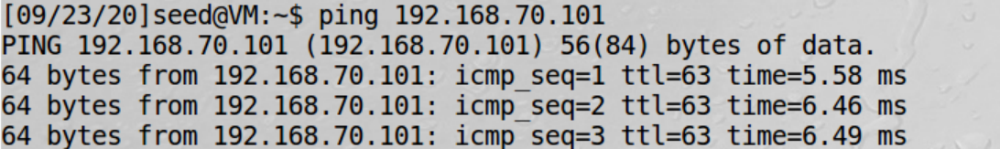 [09/23/20]seed@VM:~$ ping 192.168.70.101
PING 192.168.70.101 (192.168.70.101) 56(84) bytes of data.
64 bytes from 192.168.70.101: icmp_seq=1 ttl=63 time=5.58 ms
64 bytes from 192.168.70.101: icmp_seq=2 ttl=63 time=6.46 ms
64 bytes from 192.168.70.101: icmp_seq=3 ttl=63 time=6.49 ms